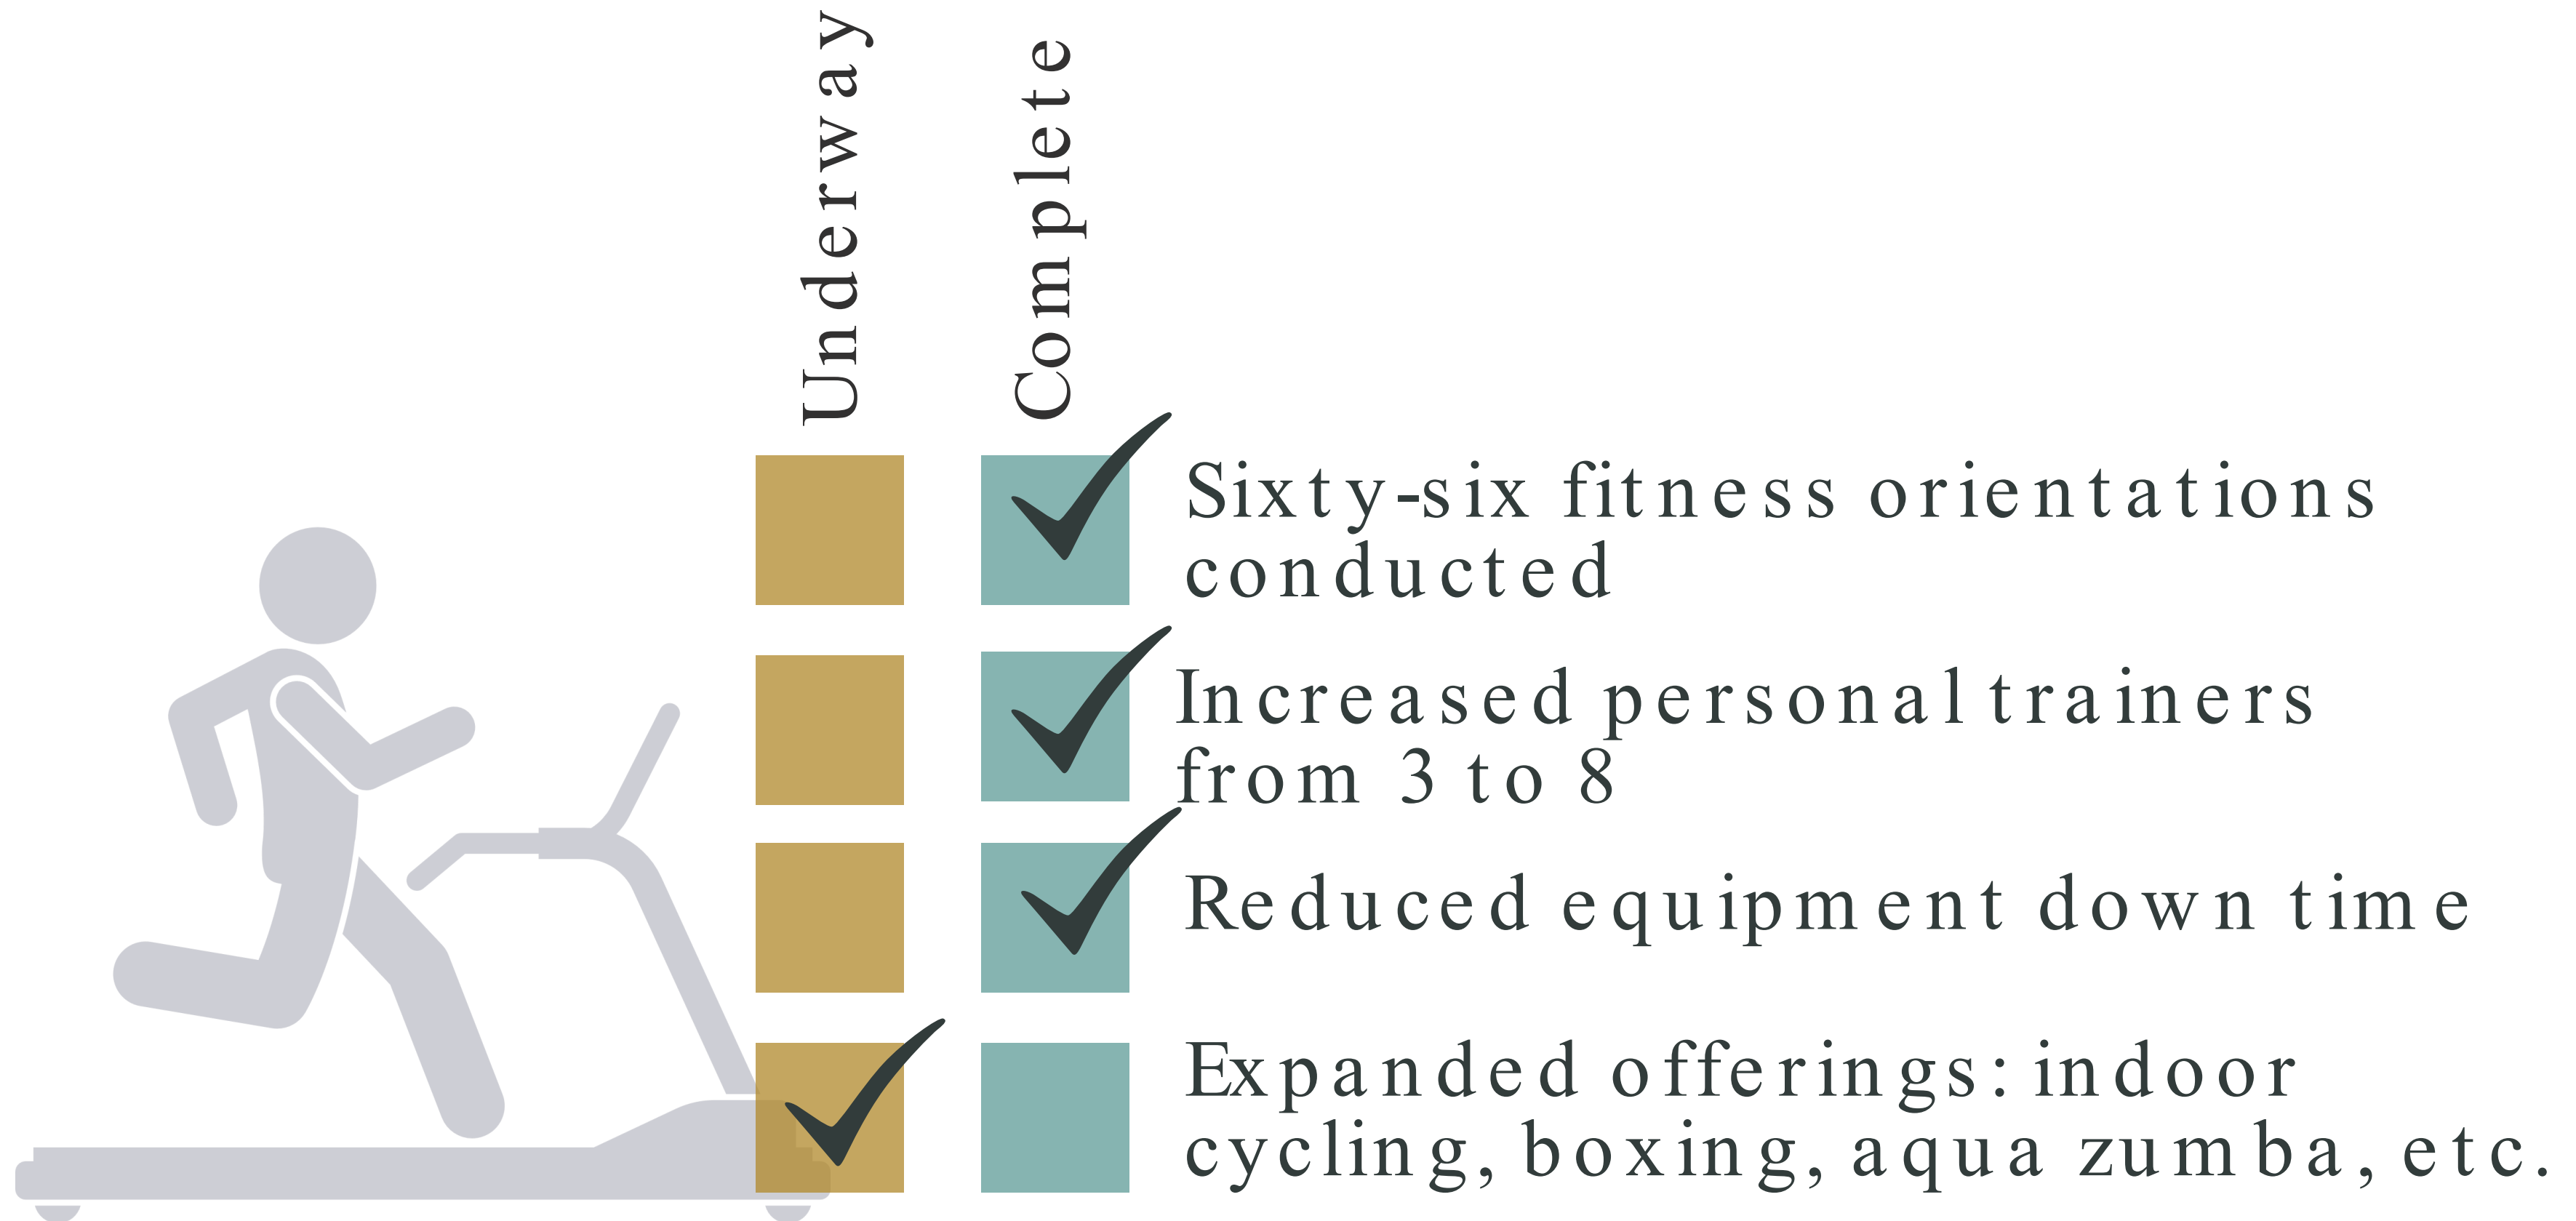 Underway
Complete
Sixty-six fitness orientations
conducted
Increased personal trainers
from 3 to 8
Reduced equipment down time
Expanded offerings: indoor
cycling, boxing, aqua zumba, etc.